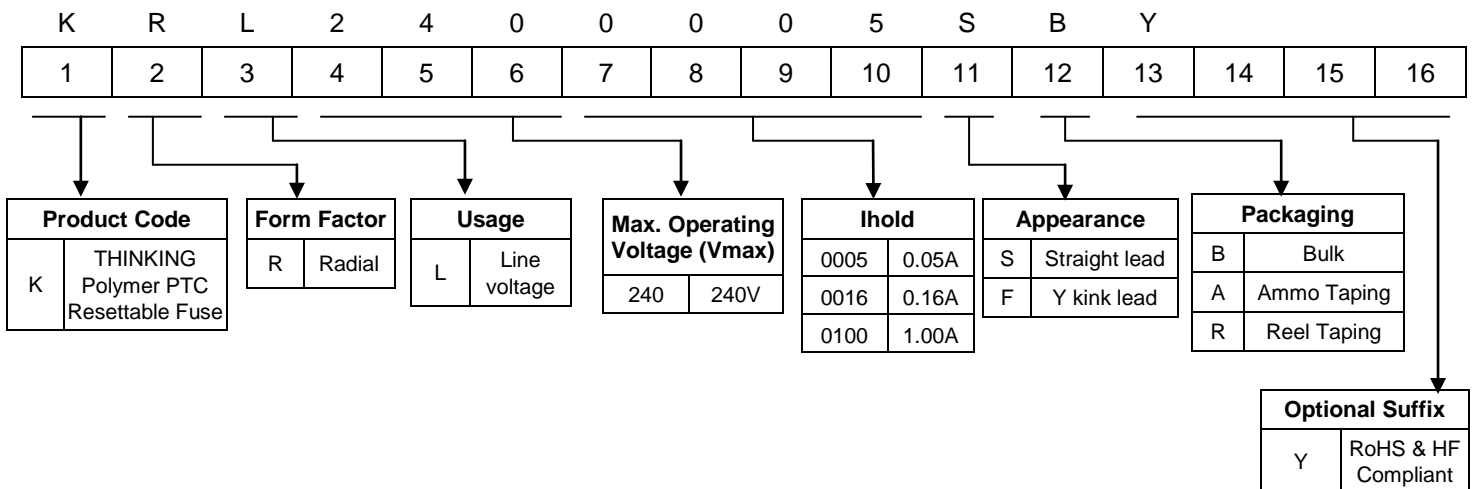 K R L 2 4 0 0 0 0 5 S B Y
1 2 3 4 5 6 7 8 9 10 11 12 13 14 15 16
Product Code
K THINKING
Polymer PTC
Resettable Fuse
Form Factor
R Radial
Usage
L Line
voltage
Max. Operating
Voltage (Vmax)
240 240V
Ihold
0005 0.05A
0016 0.16A
0100 1.00A
Appearance
S Straight lead
F Y kink lead
Packaging
B Bulk
A Ammo Taping
R Reel Taping
Optional Suffix
Y RoHS & HF
Compliant